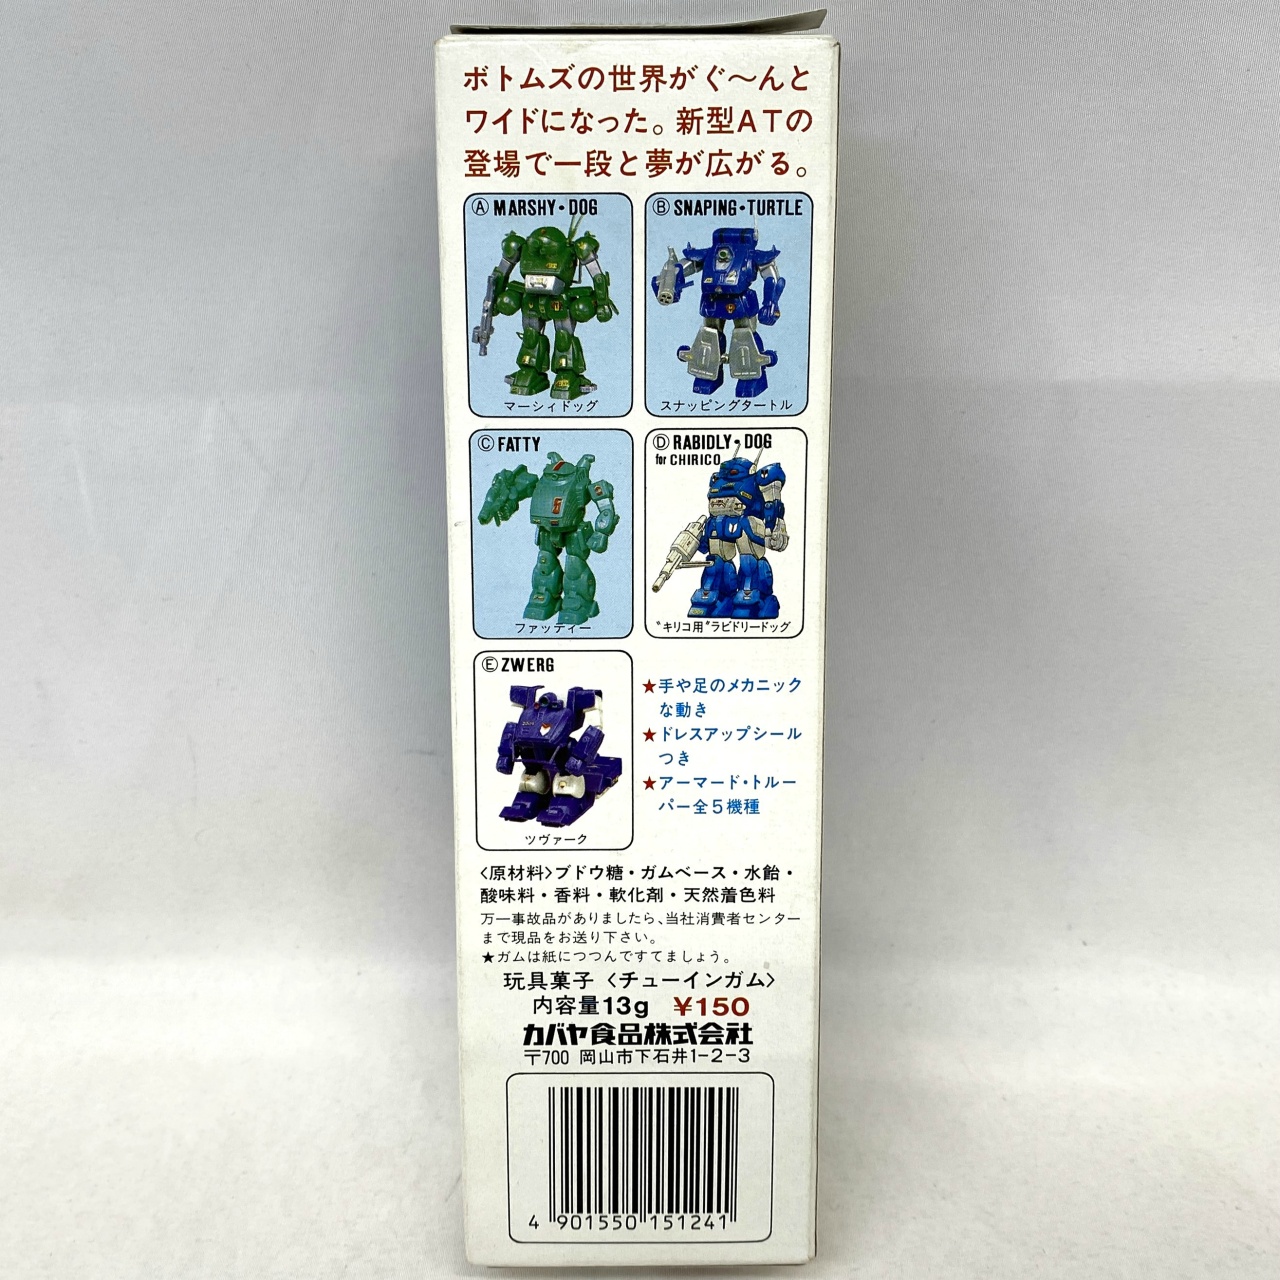 ボトムズの世界がぐ〜んと
ワイドになった。新型ATの
登場で一段と夢が広がる。
Ⓐ MARSHY・DOG
マーシィドッグ
Ⓑ SNAPING・TURTLE
スナッピングタートル
Ⓒ FATTY
ファッティー
Ⓓ RABIDLY・DOG
for CHIRICO
〝キリコ用〟ラビドリードッグ
Ⓔ ZWERG
ツヴァーク
★手や足のメカニック
な動き
★ドレスアップシール
つき
★アーマード・トルー
パー全5機種
〈原材料〉ブドウ糖・ガムベース・水飴・
酸味料・香料・軟化剤・天然着色料
万一事故品がありましたら、当社消費者センター
まで現品をお送り下さい。
★ガムは紙につつんですてましょう。
玩具菓子〈チューインガム〉
内容量13g ¥150
カバヤ食品株式会社
〒700 岡山市下石井1-2-3
4 901550 151241